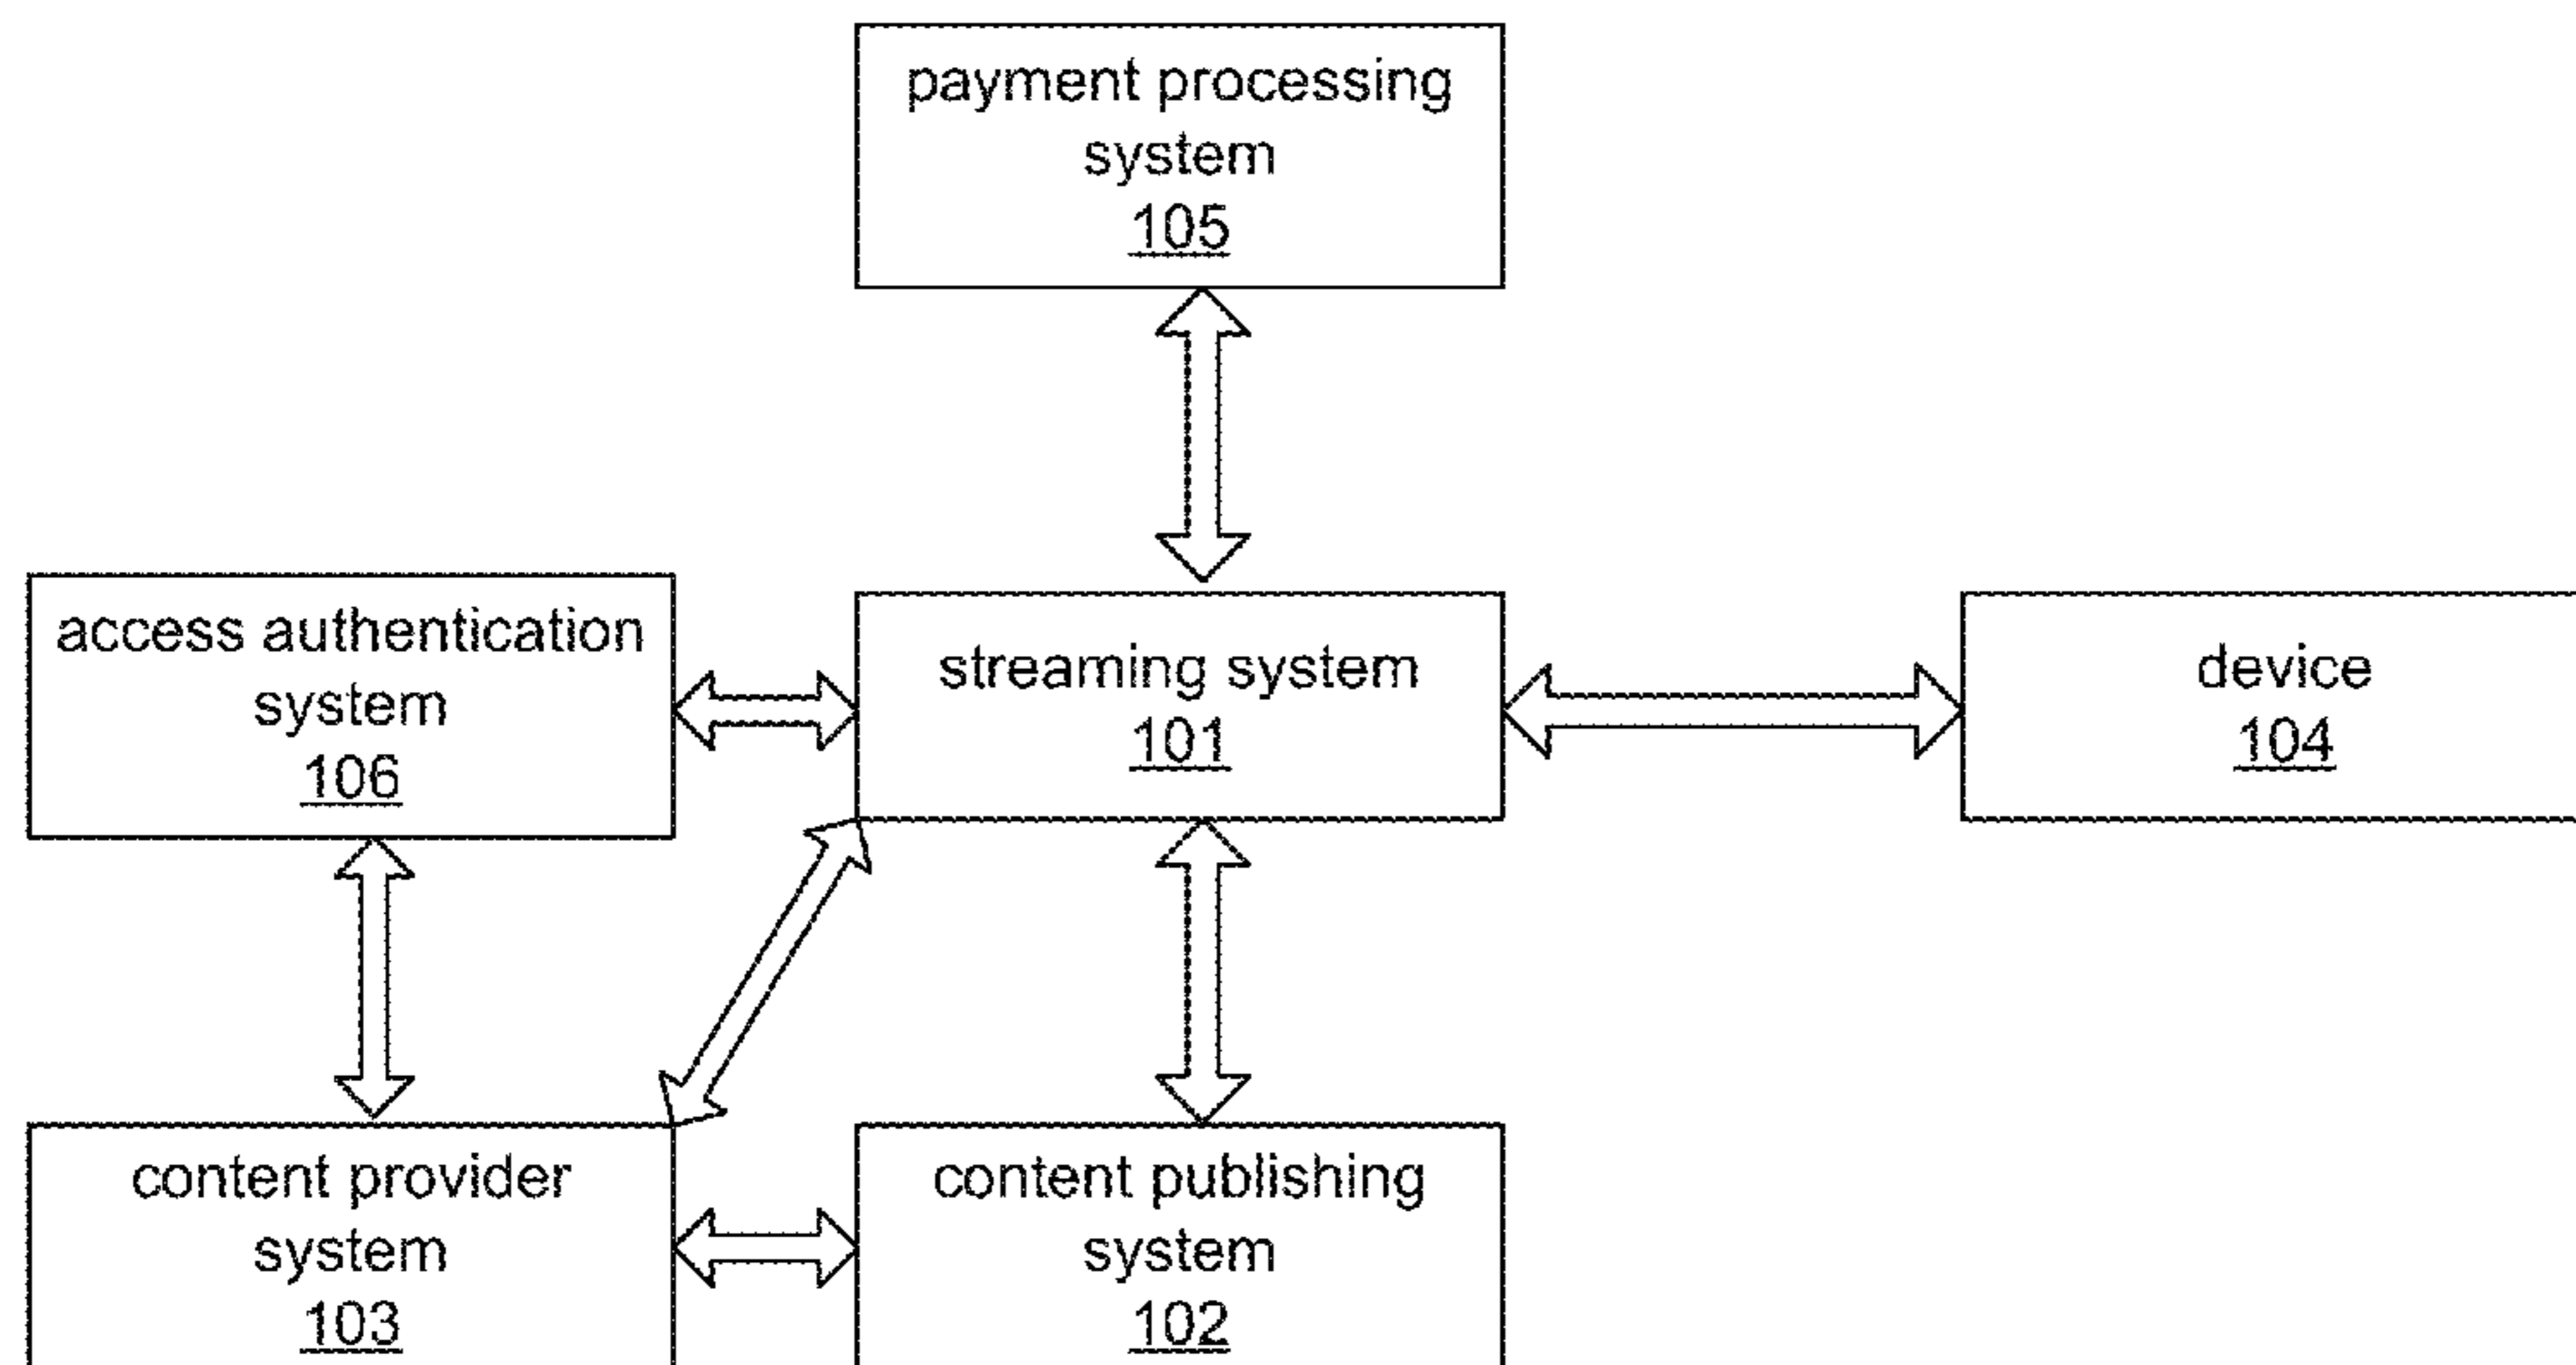 payment processing
system
105
access authentication
system
106
streaming system
101
device
104
content provider
system
103
content publishing
system
102